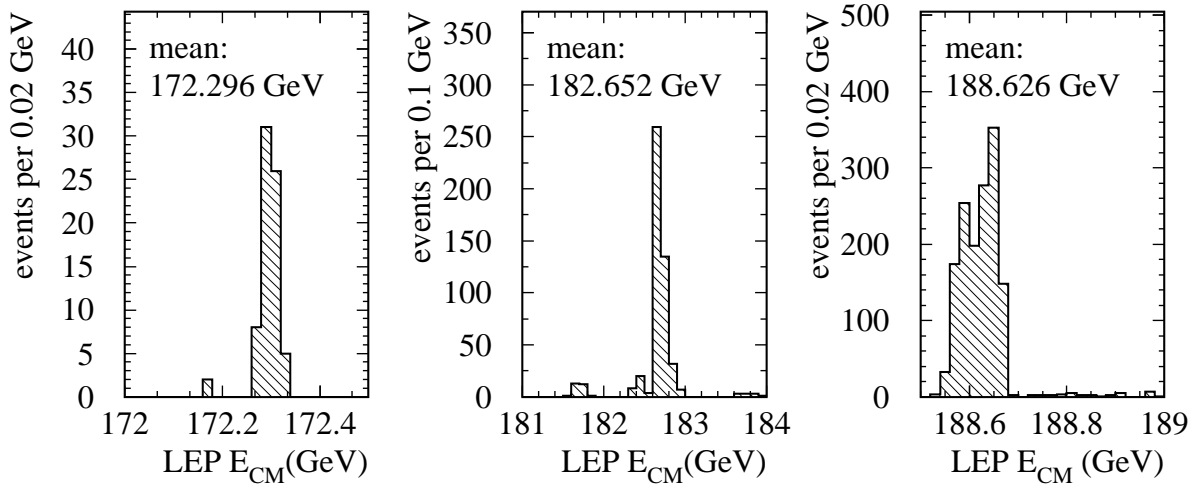 events per 0.02 GeV
40
35
30
25
20
15
10
5
0
mean:
172.296 GeV
172
172.2
172.4
LEP E_CM(GeV)
events per 0.1 GeV
350
300
250
200
150
100
50
0
mean:
182.652 GeV
181
182
183
184
LEP E_CM(GeV)
events per 0.02 GeV
500
400
300
200
100
0
mean:
188.626 GeV
188.6
188.8
189
LEP E_CM (GeV)